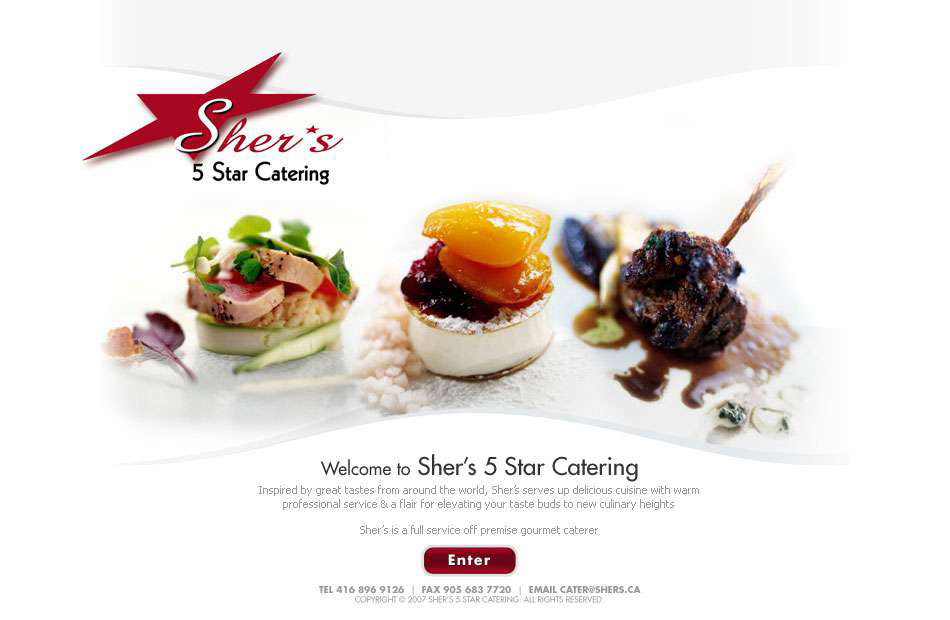 Sher's
5 Star Catering
Welcome to Sher's 5 Star Catering
Inspired by great tastes from around the world, Sher's serves up delicious cuisine with warm
professional service & a flair for elevating your taste buds to new culinary heights
Sher's is a full service off premise gourmet caterer
Enter
TEL 416 896 9126 | FAX 905 683 7720 | EMAIL CATER@SHERS.CA
COPYRIGHT © 2007 SHER'S 5 STAR CATERING. ALL RIGHTS RESERVED.